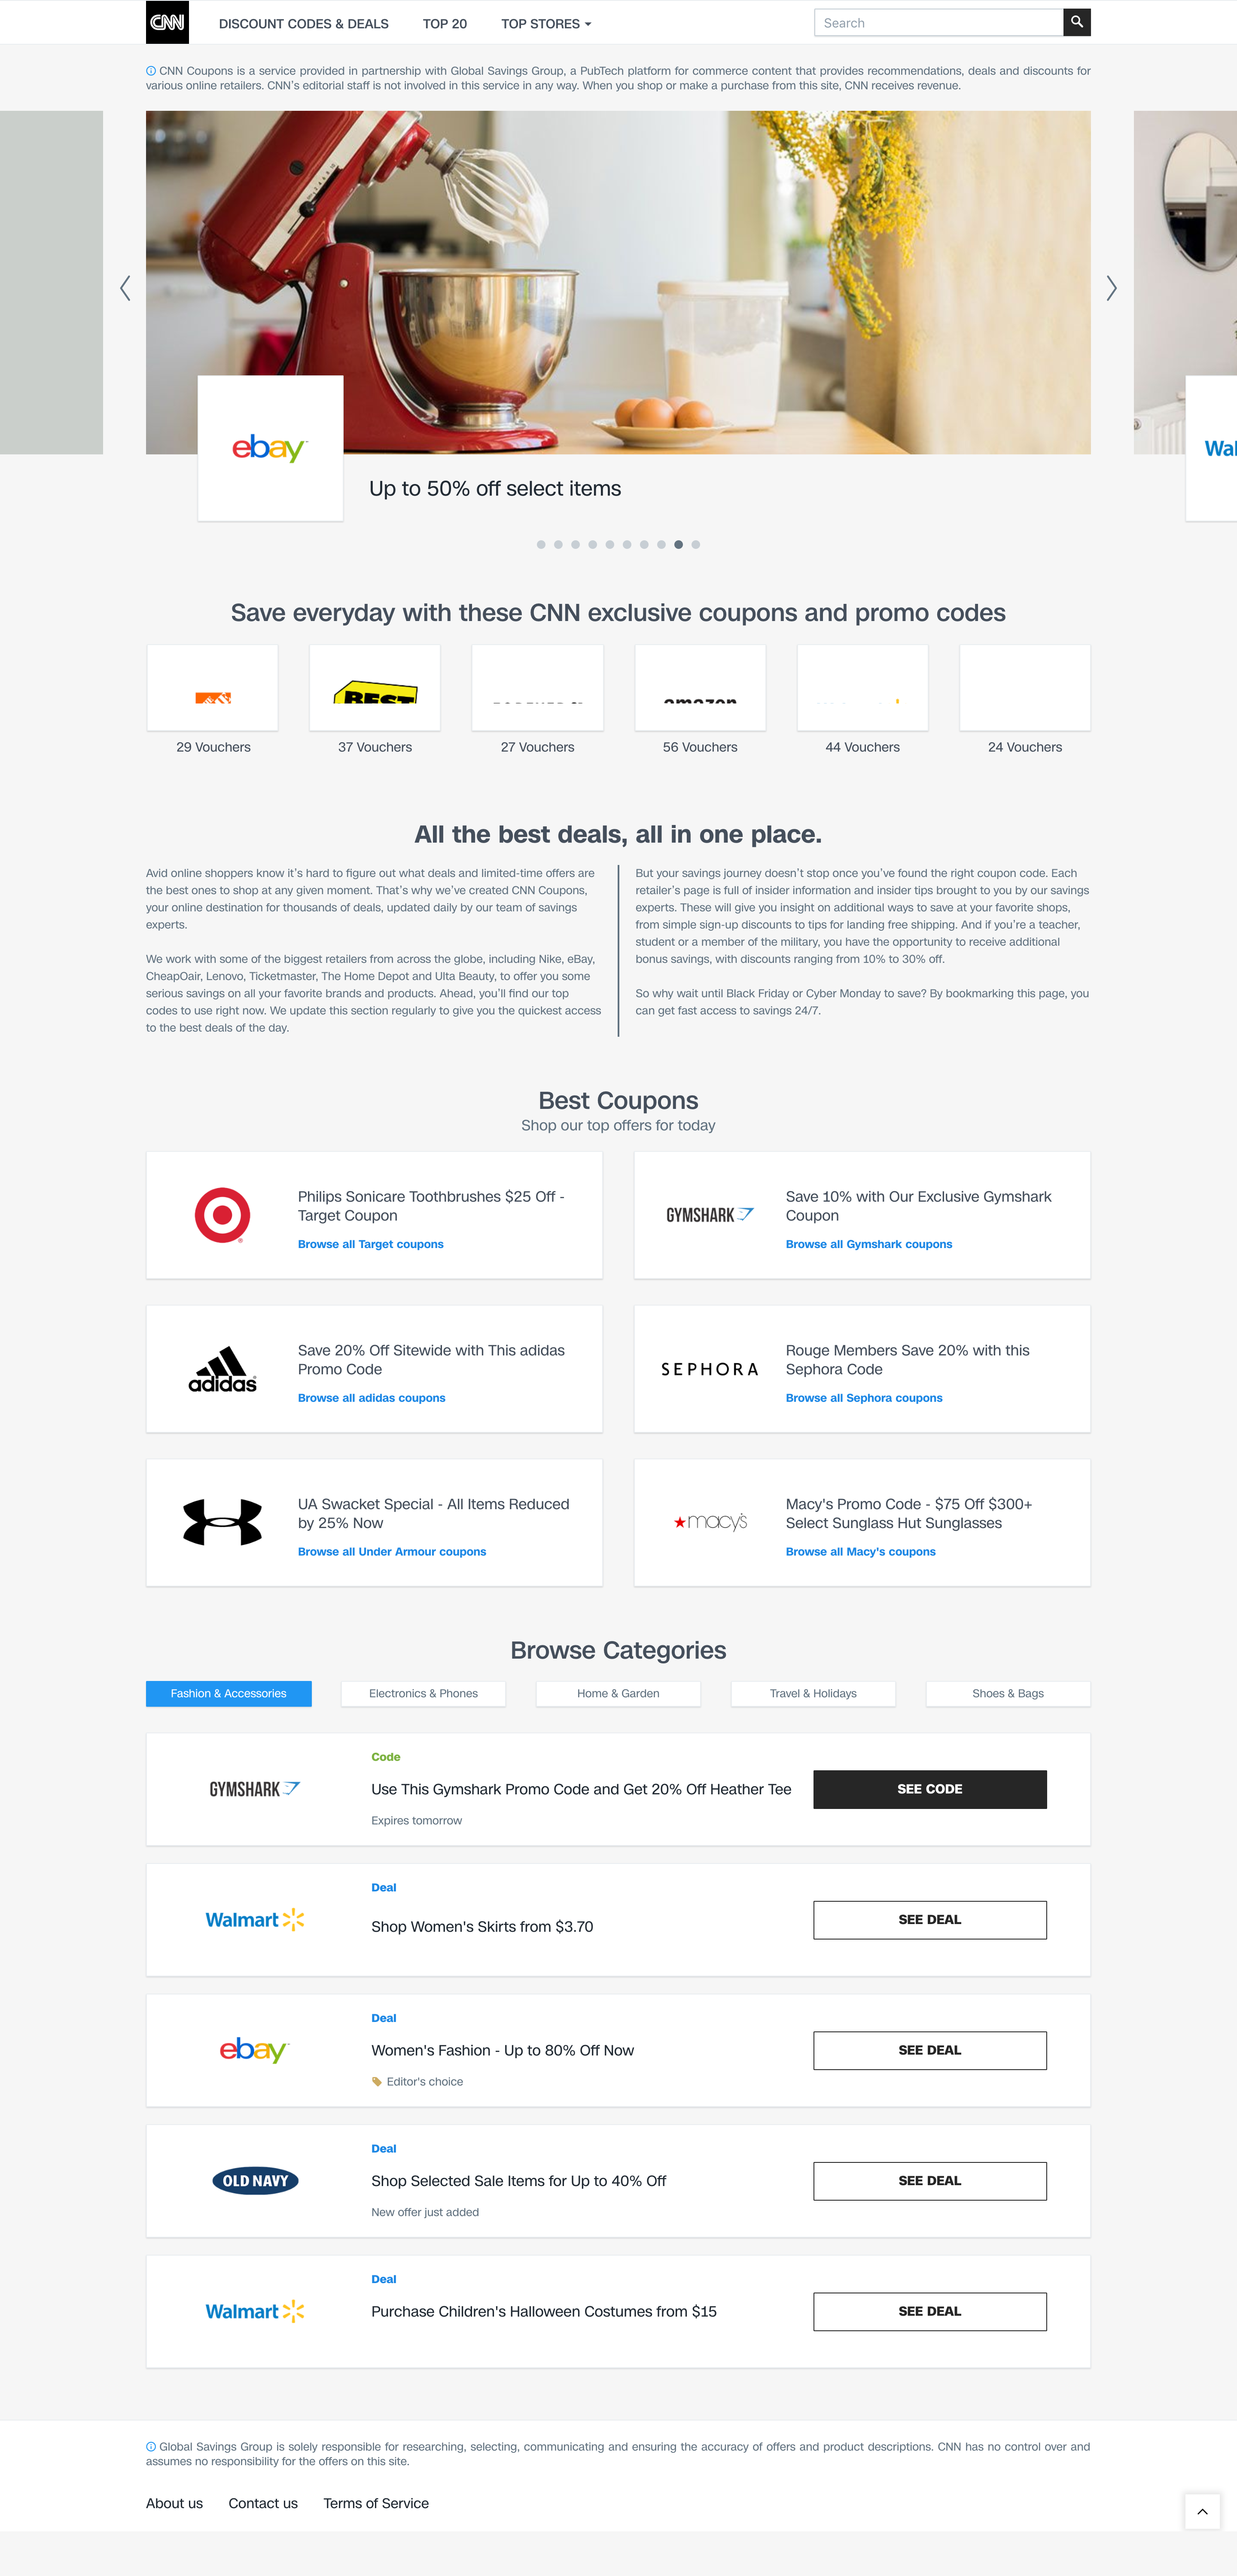 CNN
DISCOUNT CODES & DEALS
TOP 20
TOP STORES
Search
CNN Coupons is a service provided in partnership with Global Savings Group, a PubTech platform for commerce content that provides recommendations, deals and discounts for
various online retailers. CNN's editorial staff is not involved in this service in any way. When you shop or make a purchase from this site, CNN receives revenue.
ebay
Up to 50% off select items
Save everyday with these CNN exclusive coupons and promo codes
BEST
amazon
29 Vouchers
37 Vouchers
27 Vouchers
56 Vouchers
44 Vouchers
24 Vouchers
All the best deals, all in one place.
Avid online shoppers know it's hard to figure out what deals and limited-time offers are
the best ones to shop at any given moment. That's why we've created CNN Coupons,
your online destination for thousands of deals, updated daily by our team of savings
experts.
We work with some of the biggest retailers from across the globe, including Nike, eBay,
CheapOair, Lenovo, Ticketmaster, The Home Depot and Ulta Beauty, to offer you some
serious savings on all your favorite brands and products. Ahead, you'll find our top
codes to use right now. We update this section regularly to give you the quickest access
to the best deals of the day.
But your savings journey doesn't stop once you've found the right coupon code. Each
retailer's page is full of insider information and insider tips brought to you by our savings
experts. These will give you insight on additional ways to save at your favorite shops,
from simple sign-up discounts to tips for landing free shipping. And if you're a teacher,
student or a member of the military, you have the opportunity to receive additional
bonus savings, with discounts ranging from 10% to 30% off.
So why wait until Black Friday or Cyber Monday to save? By bookmarking this page, you
can get fast access to savings 24/7.
Best Coupons
Shop our top offers for today
Philips Sonicare Toothbrushes $25 Off -
Target Coupon
Browse all Target coupons
GYMSHARK
Save 10% with Our Exclusive Gymshark
Coupon
Browse all Gymshark coupons
adidas
Save 20% Off Sitewide with This adidas
Promo Code
Browse all adidas coupons
SEPHORA
Rouge Members Save 20% with this
Sephora Code
Browse all Sephora coupons
UA Swacket Special - All Items Reduced
by 25% Now
Browse all Under Armour coupons
macy's
Macy's Promo Code - $75 Off $300+
Select Sunglass Hut Sunglasses
Browse all Macy's coupons
Browse Categories
Fashion & Accessories
Electronics & Phones
Home & Garden
Travel & Holidays
Shoes & Bags
GYMSHARK
Code
Use This Gymshark Promo Code and Get 20% Off Heather Tee
Expires tomorrow
SEE CODE
Walmart
Deal
Shop Women's Skirts from $3.70
SEE DEAL
ebay
Deal
Women's Fashion - Up to 80% Off Now
Editor's choice
SEE DEAL
OLD NAVY
Deal
Shop Selected Sale Items for Up to 40% Off
New offer just added
SEE DEAL
Walmart
Deal
Purchase Children's Halloween Costumes from $15
SEE DEAL
Global Savings Group is solely responsible for researching, selecting, communicating and ensuring the accuracy of offers and product descriptions. CNN has no control over and
assumes no responsibility for the offers on this site.
About us
Contact us
Terms of Service